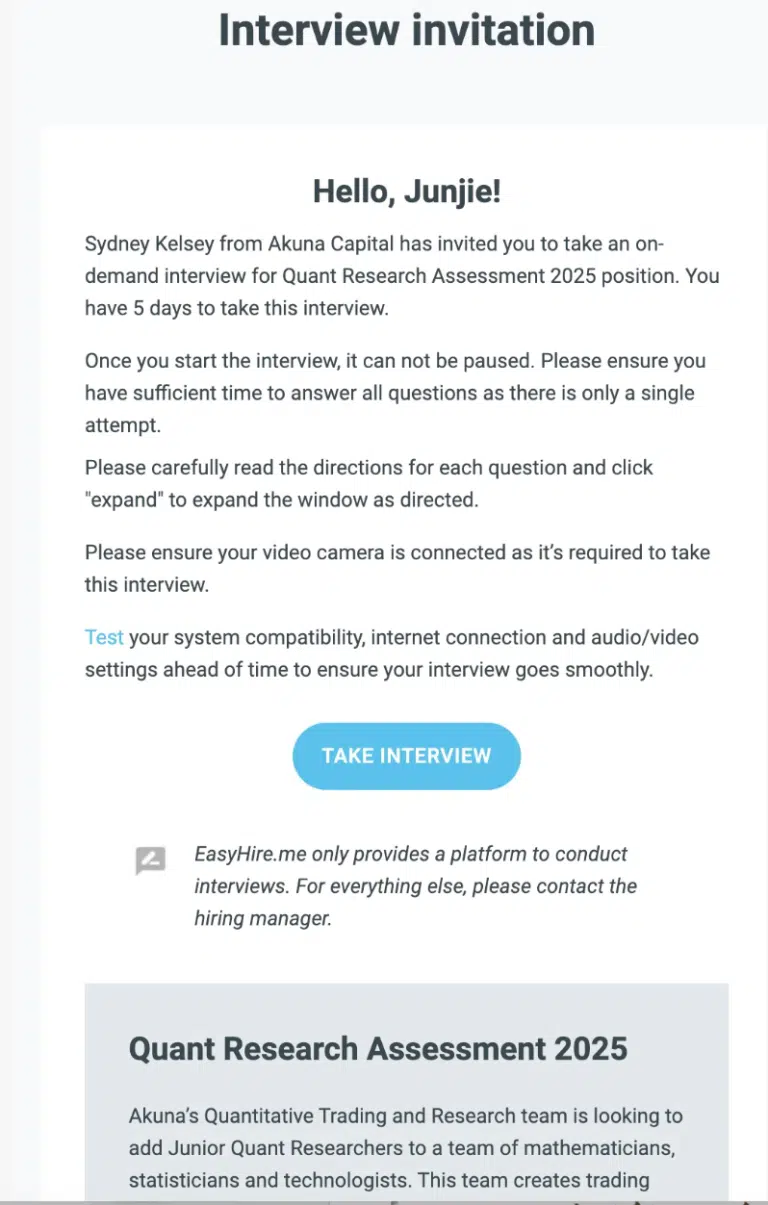 Interview invitation
Hello, Junjie!
Sydney Kelsey from Akuna Capital has invited you to take an on-
demand interview for Quant Research Assessment 2025 position. You
have 5 days to take this interview.
Once you start the interview, it can not be paused. Please ensure you
have sufficient time to answer all questions as there is only a single
attempt.
Please carefully read the directions for each question and click
"expand" to expand the window as directed.
Please ensure your video camera is connected as it’s required to take
this interview.
Test your system compatibility, internet connection and audio/video
settings ahead of time to ensure your interview goes smoothly.
TAKE INTERVIEW
EasyHire.me only provides a platform to conduct
interviews. For everything else, please contact the
hiring manager.
Quant Research Assessment 2025
Akuna’s Quantitative Trading and Research team is looking to
add Junior Quant Researchers to a team of mathematicians,
statisticians and technologists. This team creates trading